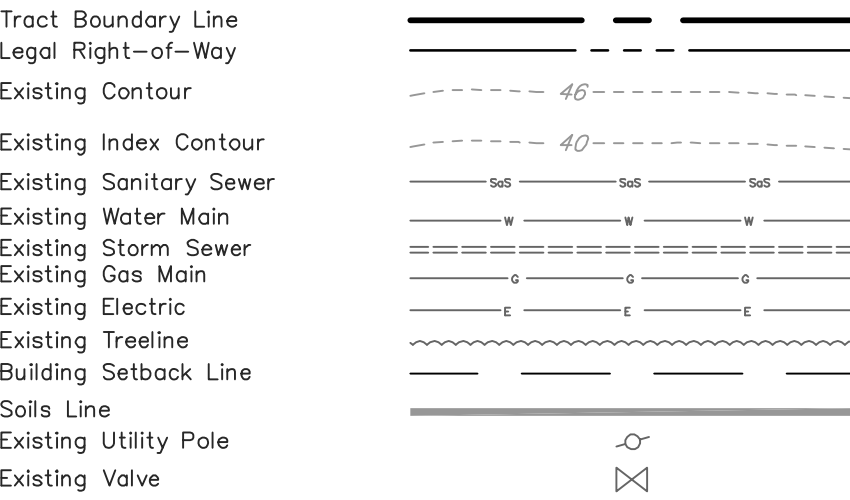 Tract Boundary Line
Legal Right-of-Way
Existing Contour 46
Existing Index Contour 40
Existing Sanitary Sewer SaS SaS SaS
Existing Water Main W W W
Existing Storm Sewer
Existing Gas Main G G G
Existing Electric E E E
Existing Treeline
Building Setback Line
Soils Line
Existing Utility Pole
Existing Valve